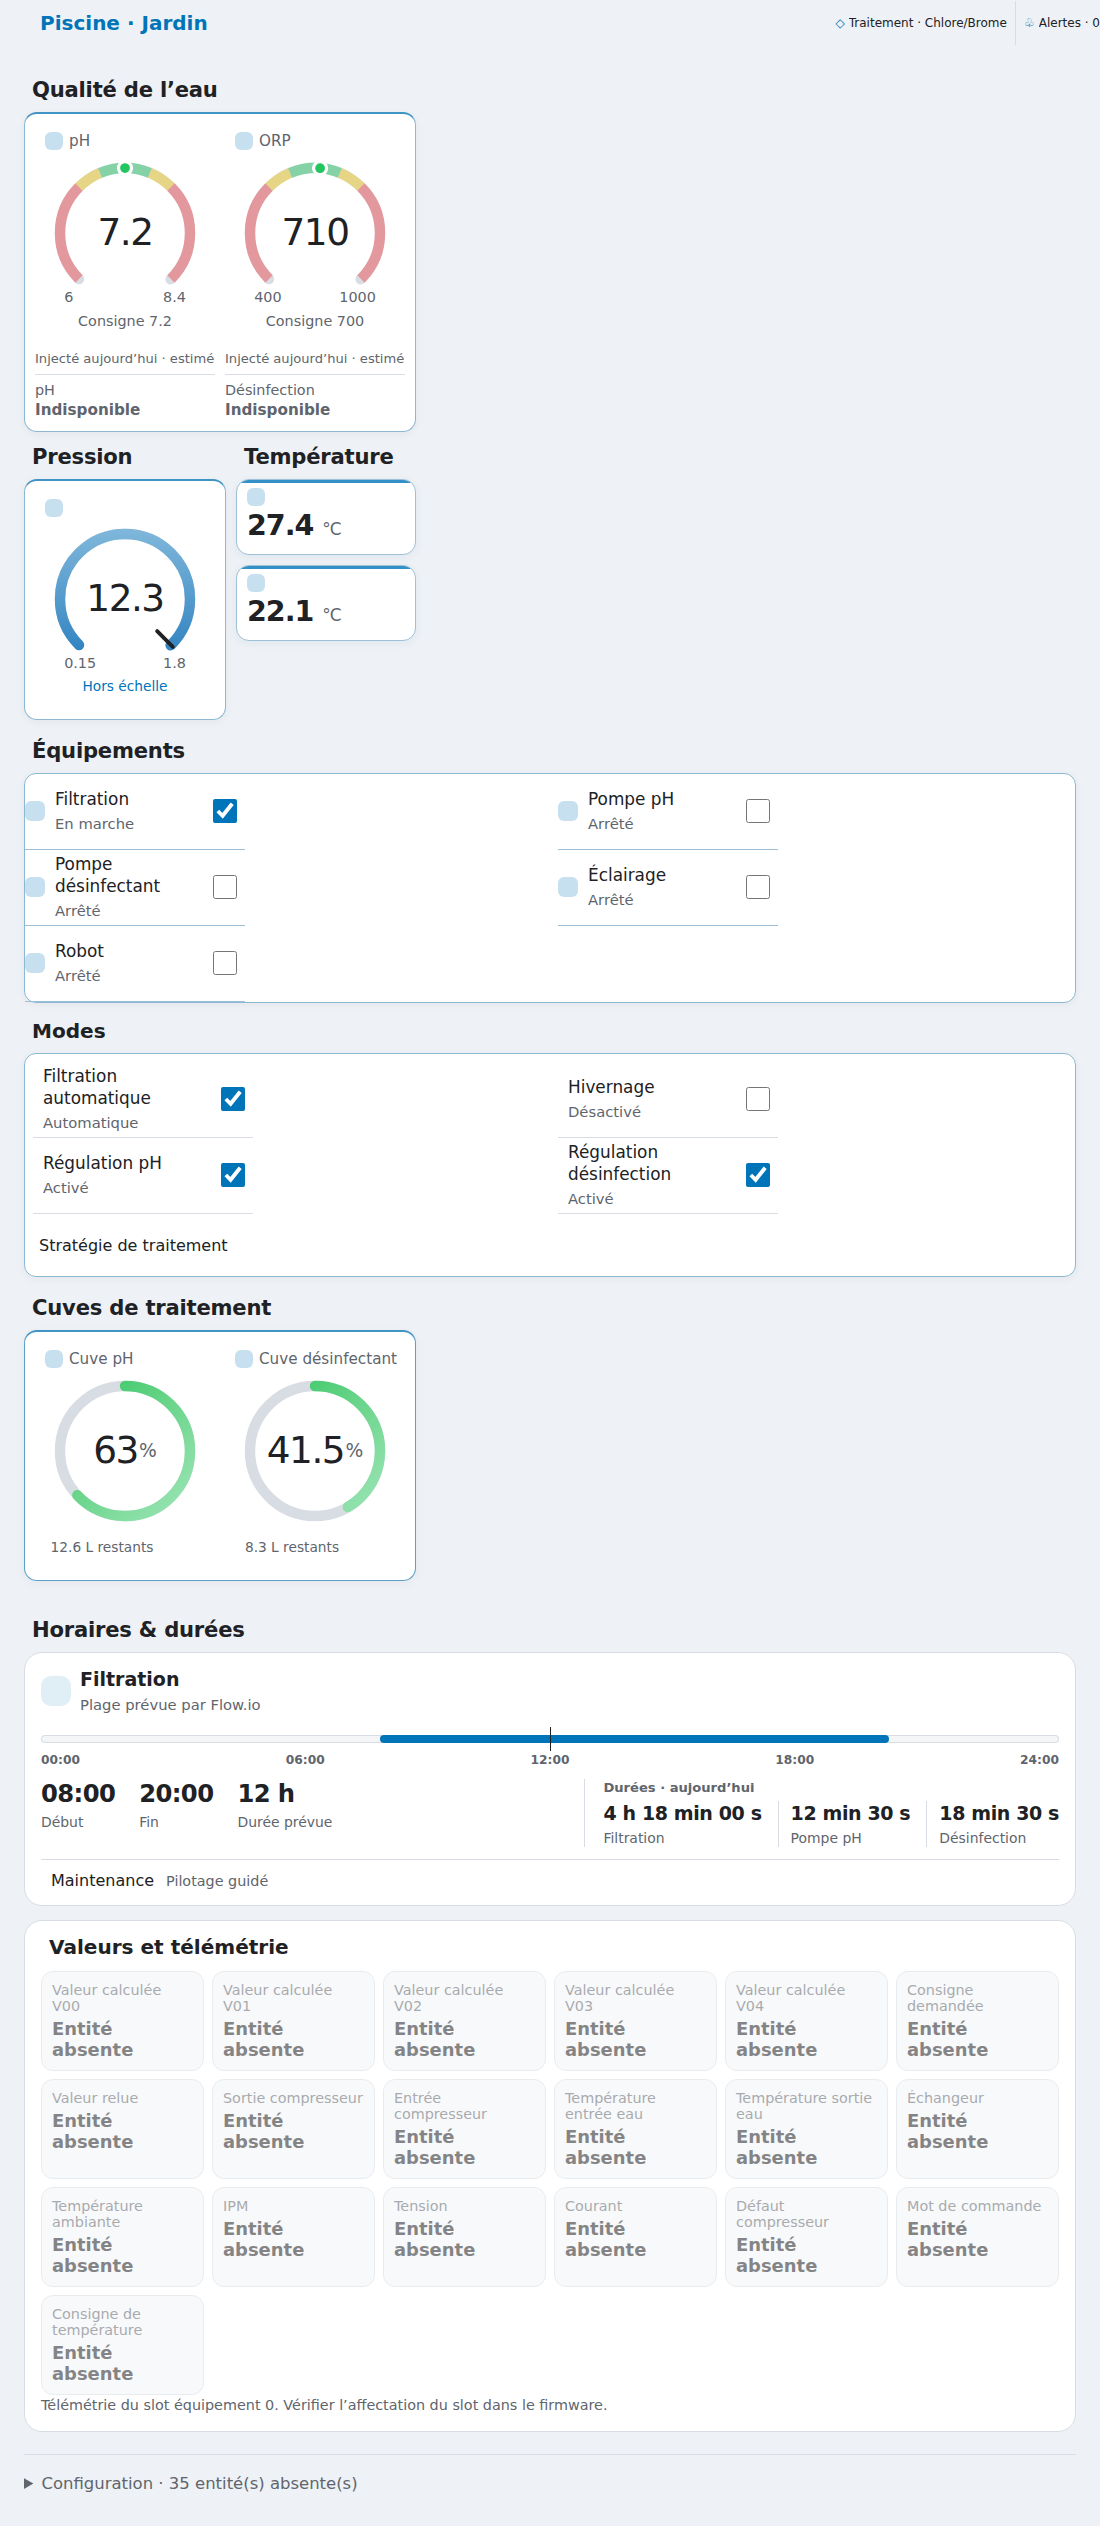 Piscine · Jardin
◇ Traitement · Chlore/Brome
♧ Alertes · 0
Qualité de l’eau
pH
ORP
7.2
710
6
8.4
400
1000
Consigne 7.2
Consigne 700
Injecté aujourd’hui · estimé
Injecté aujourd’hui · estimé
pH
Désinfection
Indisponible
Indisponible
Pression
Température
27.4 °C
12.3
22.1 °C
0.15
1.8
Hors échelle
Équipements
Filtration
En marche
Pompe pH
Arrêté
Pompe
désinfectant
Arrêté
Éclairage
Arrêté
Robot
Arrêté
Modes
Filtration
automatique
Automatique
Hivernage
Désactivé
Régulation pH
Activé
Régulation
désinfection
Activé
Stratégie de traitement
Cuves de traitement
Cuve pH
Cuve désinfectant
63%
41.5%
12.6 L restants
8.3 L restants
Horaires & durées
Filtration
Plage prévue par Flow.io
00:00
06:00
12:00
18:00
24:00
08:00
Début
20:00
Fin
12 h
Durée prévue
Durées · aujourd’hui
4 h 18 min 00 s
Filtration
12 min 30 s
Pompe pH
18 min 30 s
Désinfection
Maintenance Pilotage guidé
Valeurs et télémétrie
Valeur calculée
V00
Entité
absente
Valeur calculée
V01
Entité
absente
Valeur calculée
V02
Entité
absente
Valeur calculée
V03
Entité
absente
Valeur calculée
V04
Entité
absente
Consigne
demandée
Entité
absente
Valeur relue
Entité
absente
Sortie compresseur
Entité
absente
Entrée
compresseur
Entité
absente
Température
entrée eau
Entité
absente
Température sortie
eau
Entité
absente
Échangeur
Entité
absente
Température
ambiante
Entité
absente
IPM
Entité
absente
Tension
Entité
absente
Courant
Entité
absente
Défaut
compresseur
Entité
absente
Mot de commande
Entité
absente
Consigne de
température
Entité
absente
Télémétrie du slot équipement 0. Vérifier l’affectation du slot dans le firmware.
▶ Configuration · 35 entité(s) absente(s)